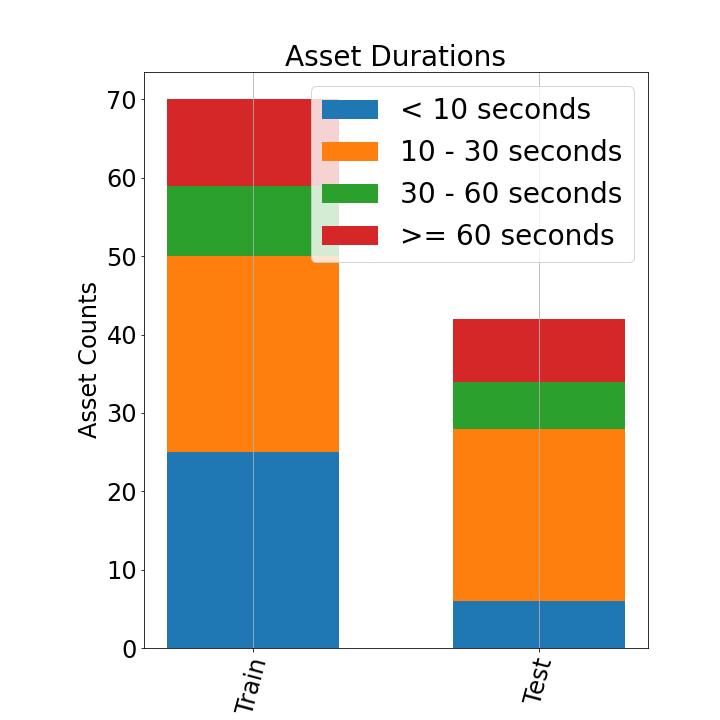 Asset Durations
70
60
50
40
30
20
10
0
Asset Counts
< 10 seconds
10 - 30 seconds
30 - 60 seconds
>= 60 seconds
Train
Test